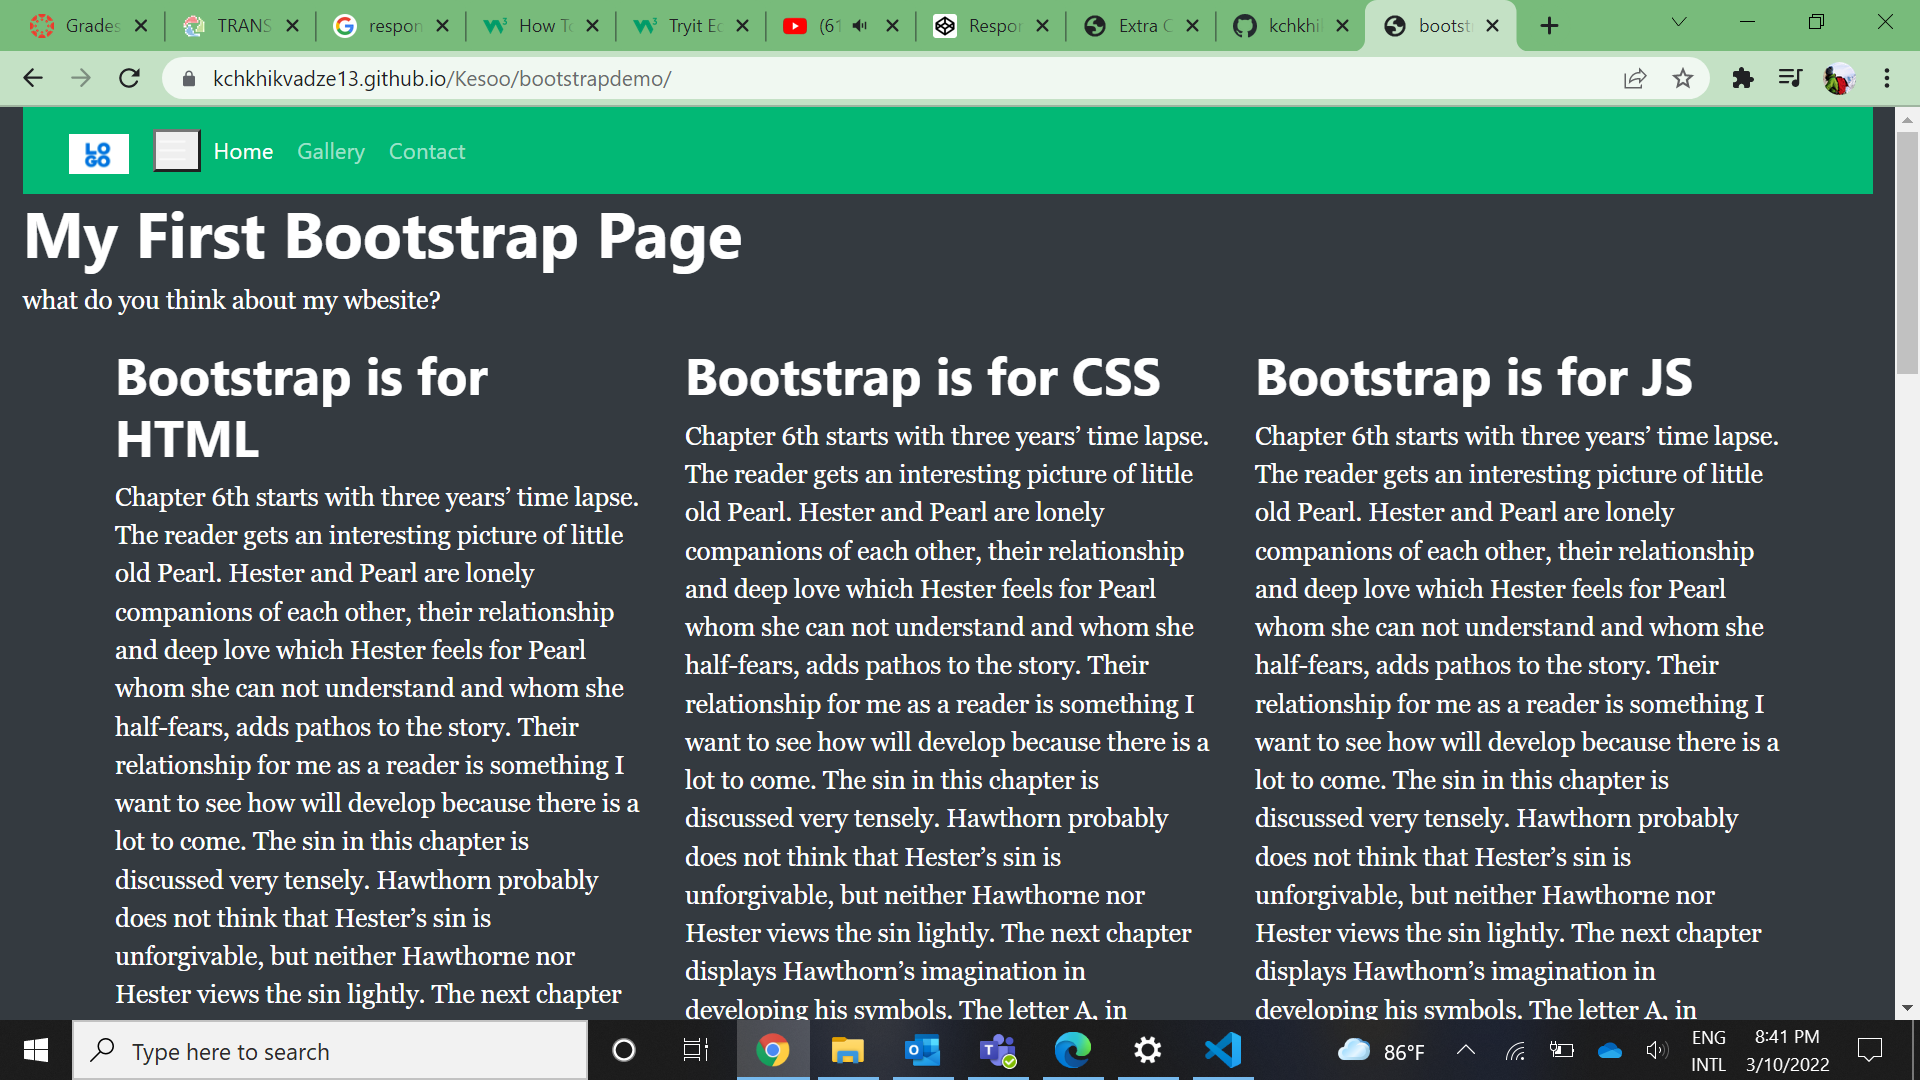 Grades
TRANS
respon
How To
Tryit Ed
(61
Respor
Extra C
kchkhi
bootst
kchkhikvadze13.github.io/Kesoo/bootstrapdemo/
LO
GO
Home
Gallery
Contact
My First Bootstrap Page
what do you think about my wbesite?
Bootstrap is for
HTML
Chapter 6th starts with three years’ time lapse.
The reader gets an interesting picture of little
old Pearl. Hester and Pearl are lonely
companions of each other, their relationship
and deep love which Hester feels for Pearl
whom she can not understand and whom she
half-fears, adds pathos to the story. Their
relationship for me as a reader is something I
want to see how will develop because there is a
lot to come. The sin in this chapter is
discussed very tensely. Hawthorn probably
does not think that Hester’s sin is
unforgivable, but neither Hawthorne nor
Hester views the sin lightly. The next chapter
Bootstrap is for CSS
Chapter 6th starts with three years’ time lapse.
The reader gets an interesting picture of little
old Pearl. Hester and Pearl are lonely
companions of each other, their relationship
and deep love which Hester feels for Pearl
whom she can not understand and whom she
half-fears, adds pathos to the story. Their
relationship for me as a reader is something I
want to see how will develop because there is a
lot to come. The sin in this chapter is
discussed very tensely. Hawthorn probably
does not think that Hester’s sin is
unforgivable, but neither Hawthorne nor
Hester views the sin lightly. The next chapter
displays Hawthorn’s imagination in
developing his symbols. The letter A, in
Bootstrap is for JS
Chapter 6th starts with three years’ time lapse.
The reader gets an interesting picture of little
old Pearl. Hester and Pearl are lonely
companions of each other, their relationship
and deep love which Hester feels for Pearl
whom she can not understand and whom she
half-fears, adds pathos to the story. Their
relationship for me as a reader is something I
want to see how will develop because there is a
lot to come. The sin in this chapter is
discussed very tensely. Hawthorn probably
does not think that Hester’s sin is
unforgivable, but neither Hawthorne nor
Hester views the sin lightly. The next chapter
displays Hawthorn’s imagination in
developing his symbols. The letter A, in
Type here to search
86°F
ENG
INTL
8:41 PM
3/10/2022